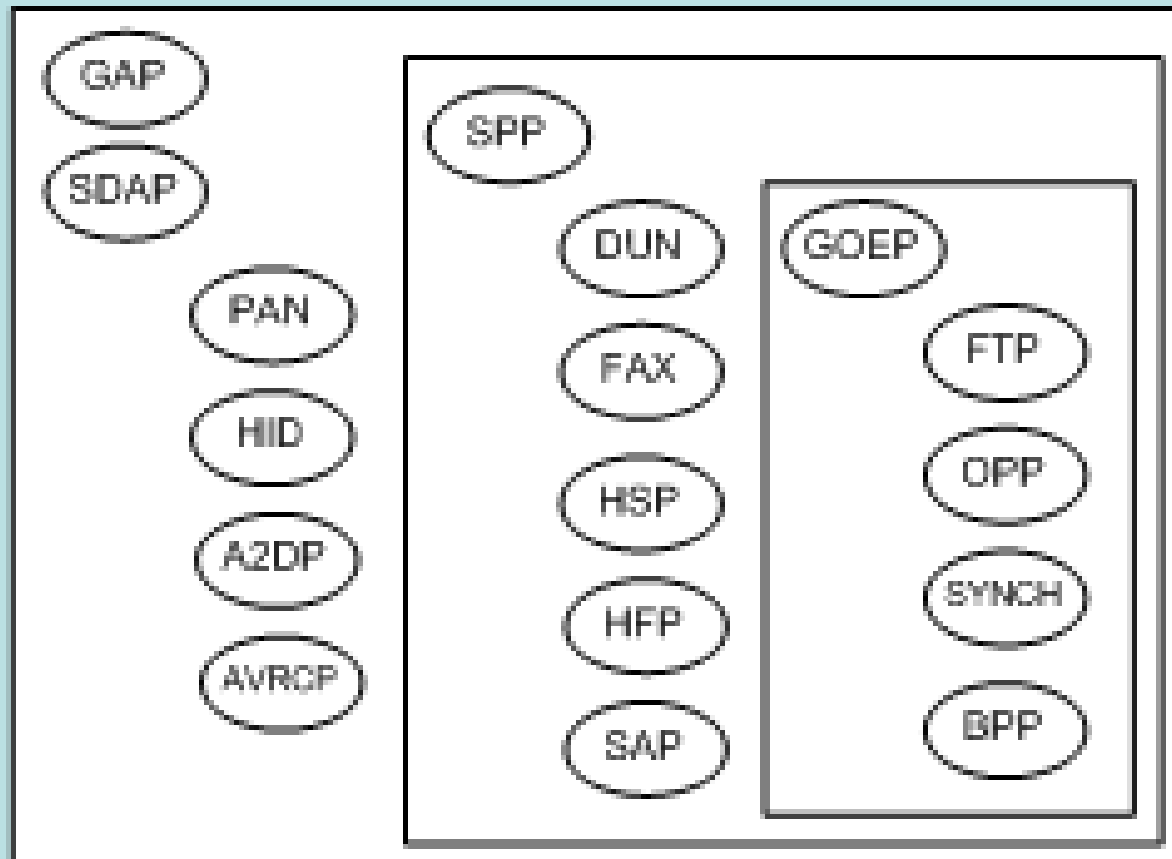 GAP
SDAP
PAN
HID
A2DP
AVRCP
SPP
DUN
FAX
HSP
HFP
SAP
GOEP
FTP
OPP
SYNCH
BPP